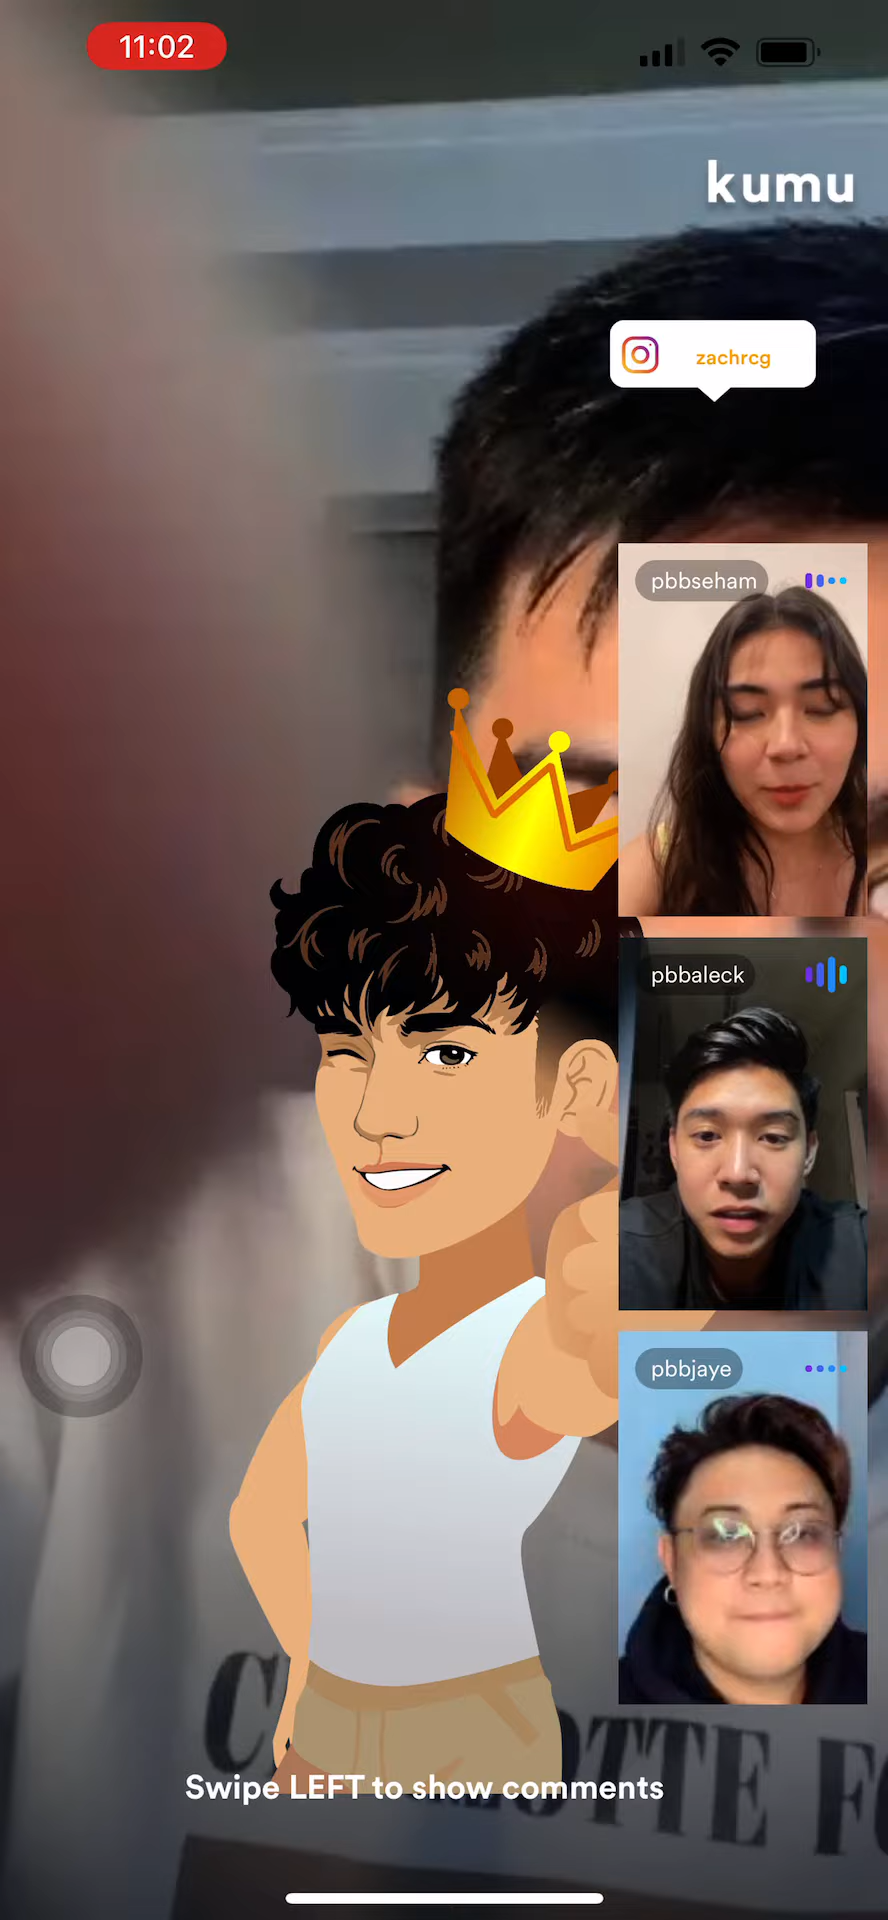 11:02
kumu
zachrcg
pbbseham
pbbaleck
pbbjaye
Swipe LEFT to show comments